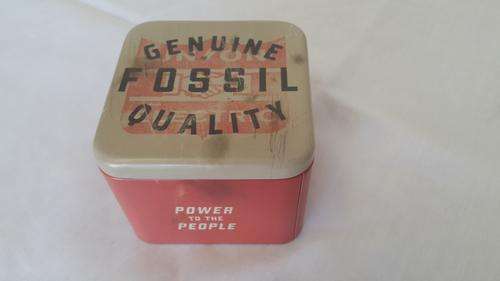 GENUINE
FOSSIL
QUALITY
POWER
TO THE
PEOPLE